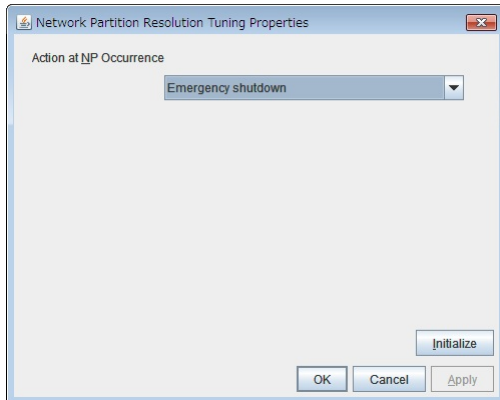 Network Partition Resolution Tuning Properties
Action at NP Occurrence
Emergency shutdown
Initialize
OK Cancel Apply